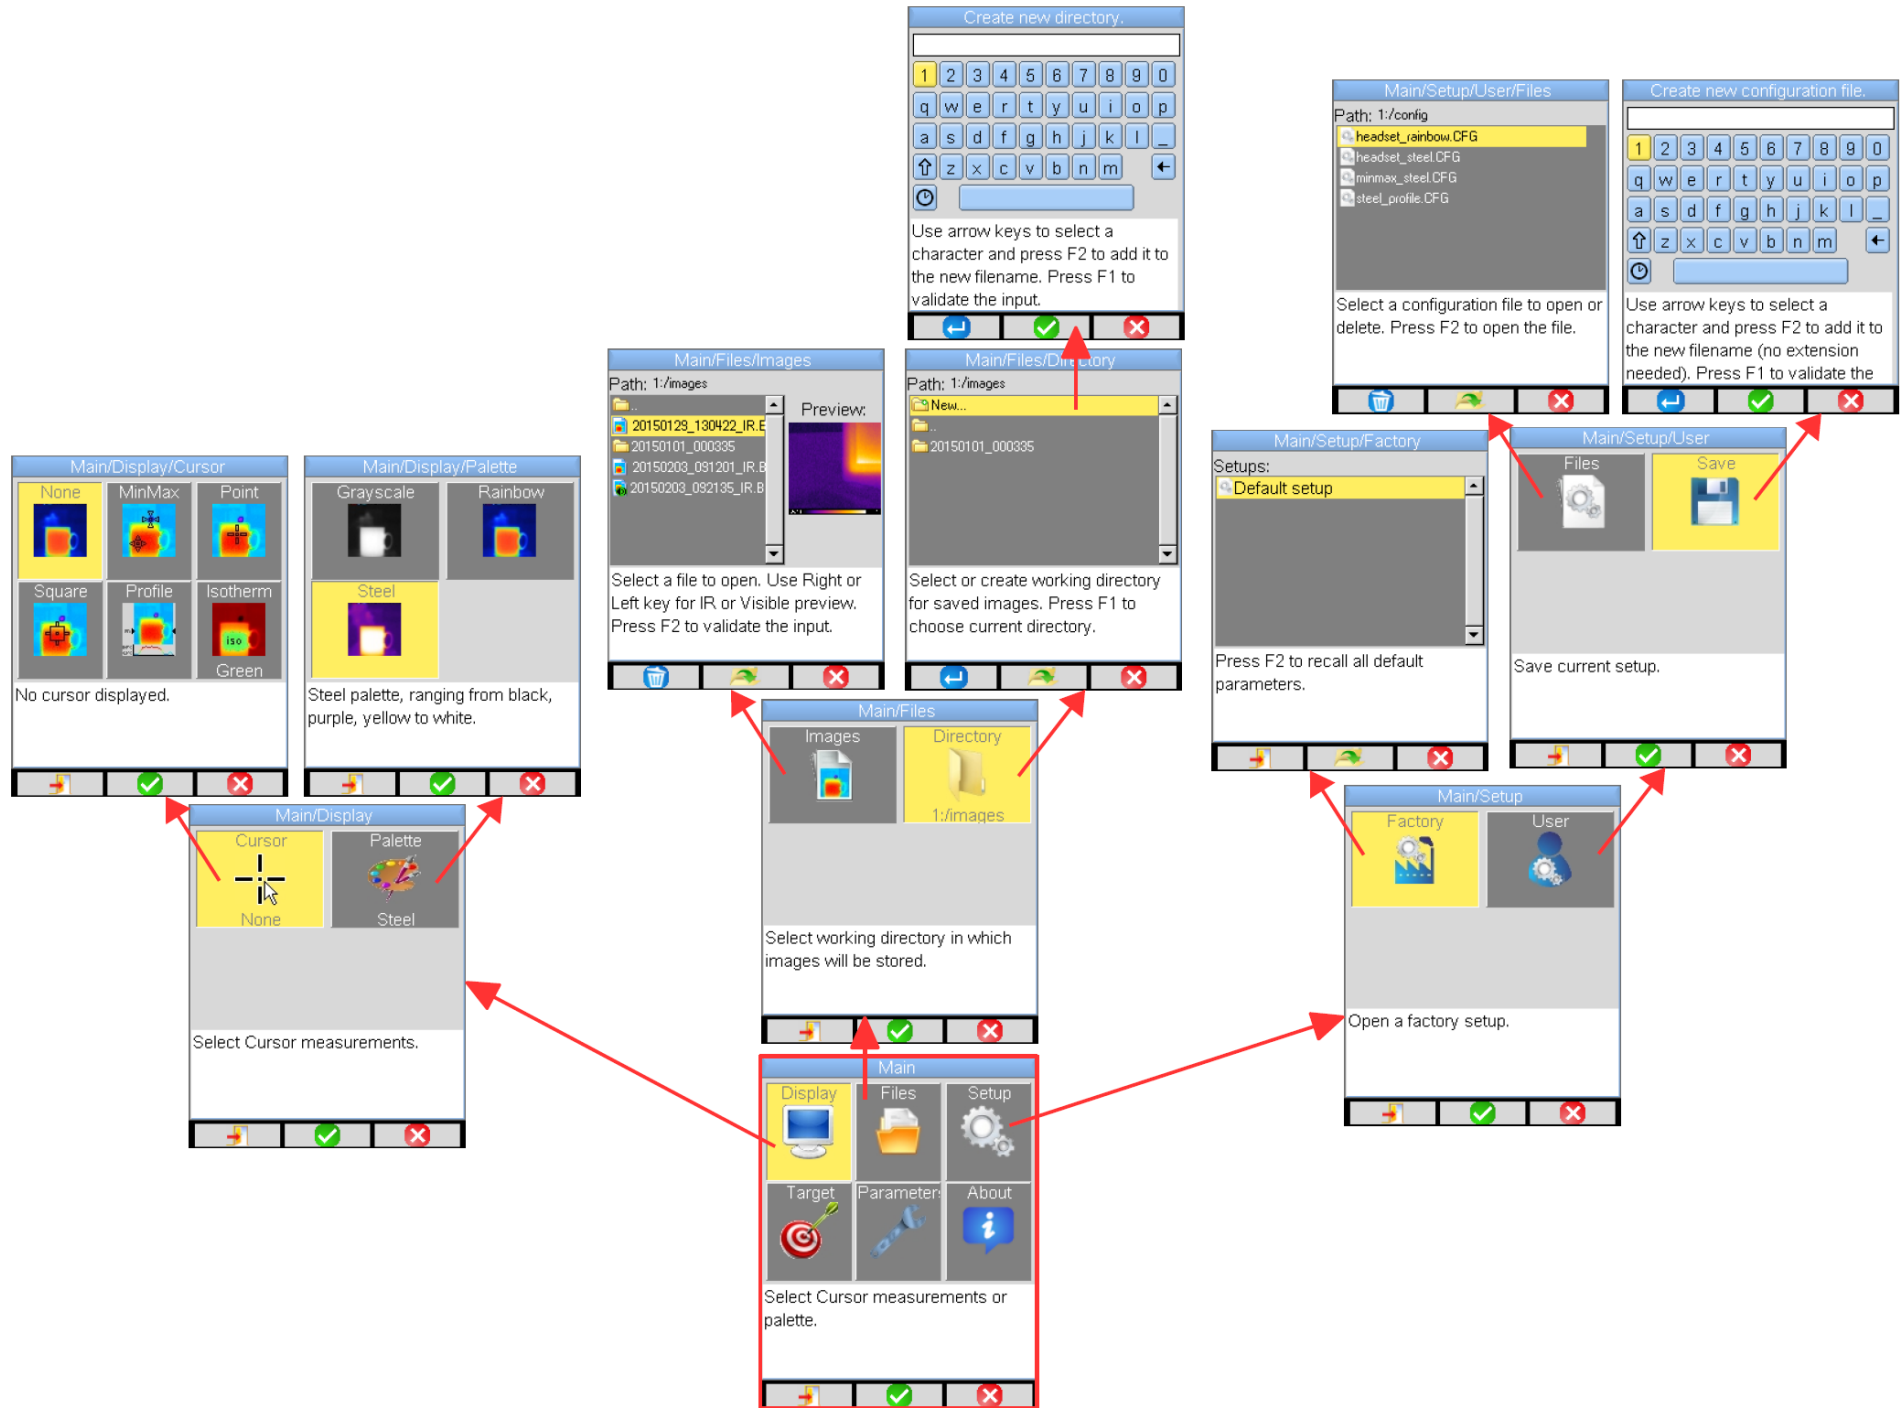 Create new directory.
1 2 3 4 5 6 7 8 9 0
q w e r t y u i o p
a s d f g h j k l _
z x c v b n m
Use arrow keys to select a
character and press F2 to add it to
the new filename. Press F1 to
validate the input.
Main/Setup/User/Files
Path: 1:/config
headset_rainbow.CFG
headset_steel.CFG
minmax_steel.CFG
steel_profile.CFG
Select a configuration file to open or
delete. Press F2 to open the file.
Create new configuration file.
1 2 3 4 5 6 7 8 9 0
q w e r t y u i o p
a s d f g h j k l _
z x c v b n m
Use arrow keys to select a
character and press F2 to add it to
the new filename (no extension
needed). Press F1 to validate the
Main/Files/Images
Path: 1:/images
..
20150129_130422_IR.B
20150101_000335
20150203_091201_IR.B
20150203_092135_IR.B
Preview:
Select a file to open. Use Right or
Left key for IR or Visible preview.
Press F2 to validate the input.
Main/Files/Directory
Path: 1:/images
New...
..
20150101_000335
Select or create working directory
for saved images. Press F1 to
choose current directory.
Main/Setup/Factory
Setups:
Default setup
Press F2 to recall all default
parameters.
Main/Setup/User
Files
Save
Save current setup.
Main/Display/Cursor
None
MinMax
Point
Square
Profile
Isotherm
iso
Green
No cursor displayed.
Main/Display/Palette
Grayscale
Rainbow
Steel
Steel palette, ranging from black,
purple, yellow to white.
Main/Files
Images
Directory
1:/images
Select working directory in which
images will be stored.
Main/Setup
Factory
User
Open a factory setup.
Main/Display
Cursor
None
Palette
Steel
Select Cursor measurements.
Main
Display
Files
Setup
Target
Parameter
About
Select Cursor measurements or
palette.